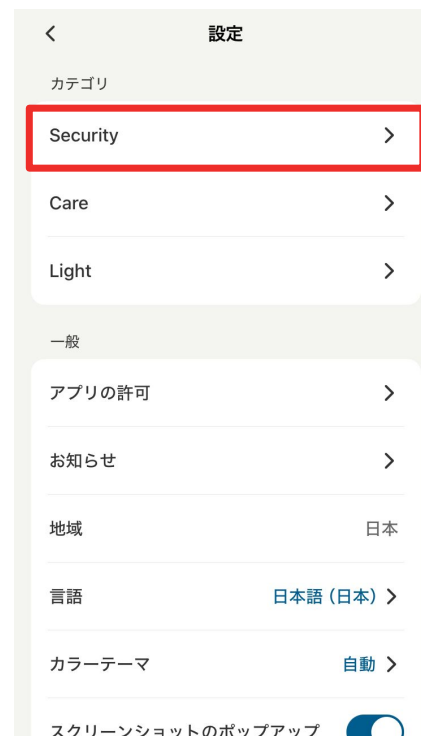 設定
カテゴリ
Security
Care
Light
一般
アプリの許可
お知らせ
地域 日本
言語 日本語（日本）
カラーテーマ 自動
スクリーンショットのポップアップ